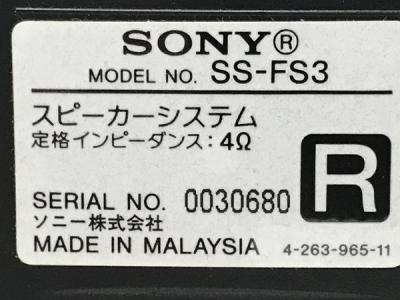 SONY®
MODEL NO. SS-FS3
スピーカーシステム
定格インピーダンス: 4Ω
R
SERIAL NO. 0030680
ソニー株式会社
MADE IN MALAYSIA 4-263-965-11